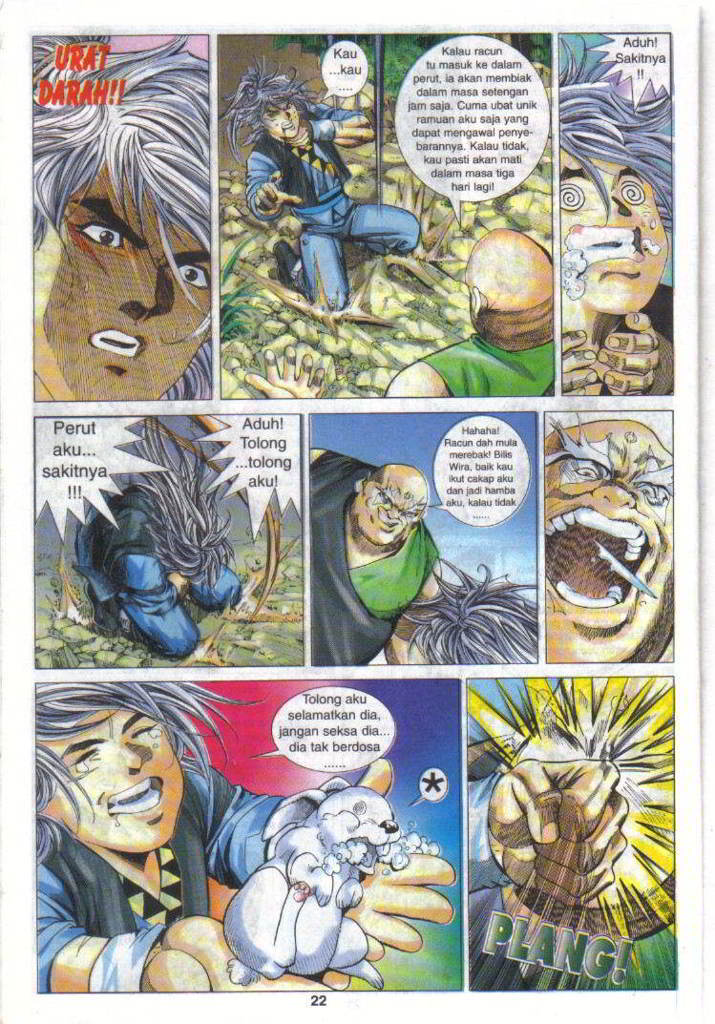 URAT
DARAH!!
Kau
...kau
....
Kalau racun
tu masuk ke dalam
perut, ia akan membiak
dalam masa setengan
jam saja. Cuma ubat unik
ramuan aku saja yang
dapat mengawal penye-
barannya. Kalau tidak,
kau pasti akan mati
dalam masa tiga
hari lagi!
Aduh!
Sakitnya
!!
Perut
aku...
sakitnya
!!!
Aduh!
Tolong
...tolong
aku!
Hahaha!
Racun dah mula
merebak! Bilis
Wira, baik kau
ikut cakap aku
dan jadi hamba
aku, kalau tidak
......
Tolong aku
selamatkan dia,
jangan seksa dia...
dia tak berdosa
......
*
PLANG!
22